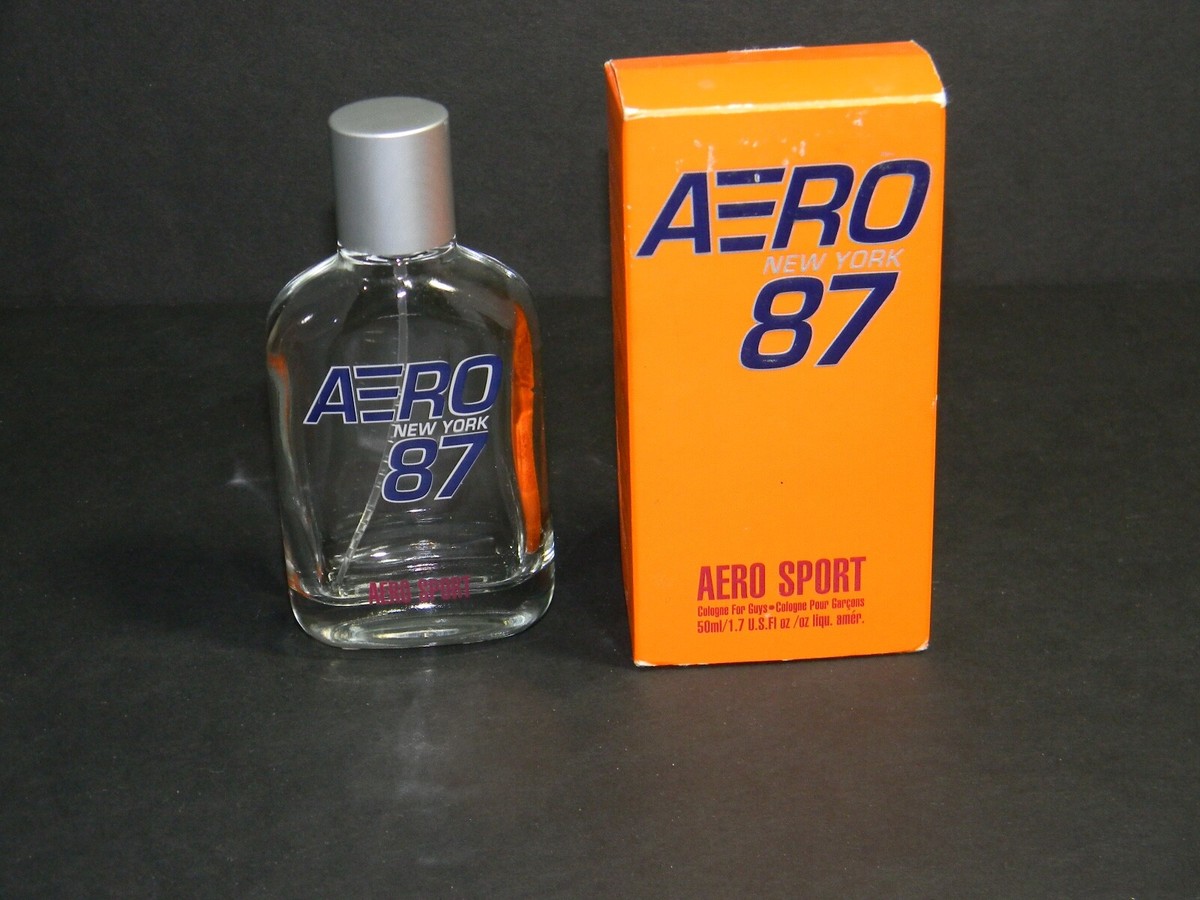 AERO
NEW YORK
87
AERO SPORT
AERO
NEW YORK
87
AERO SPORT
Cologne For Guys•Cologne Pour Garçons
50ml/1.7 U.S.Fl oz /oz liqu. amér.